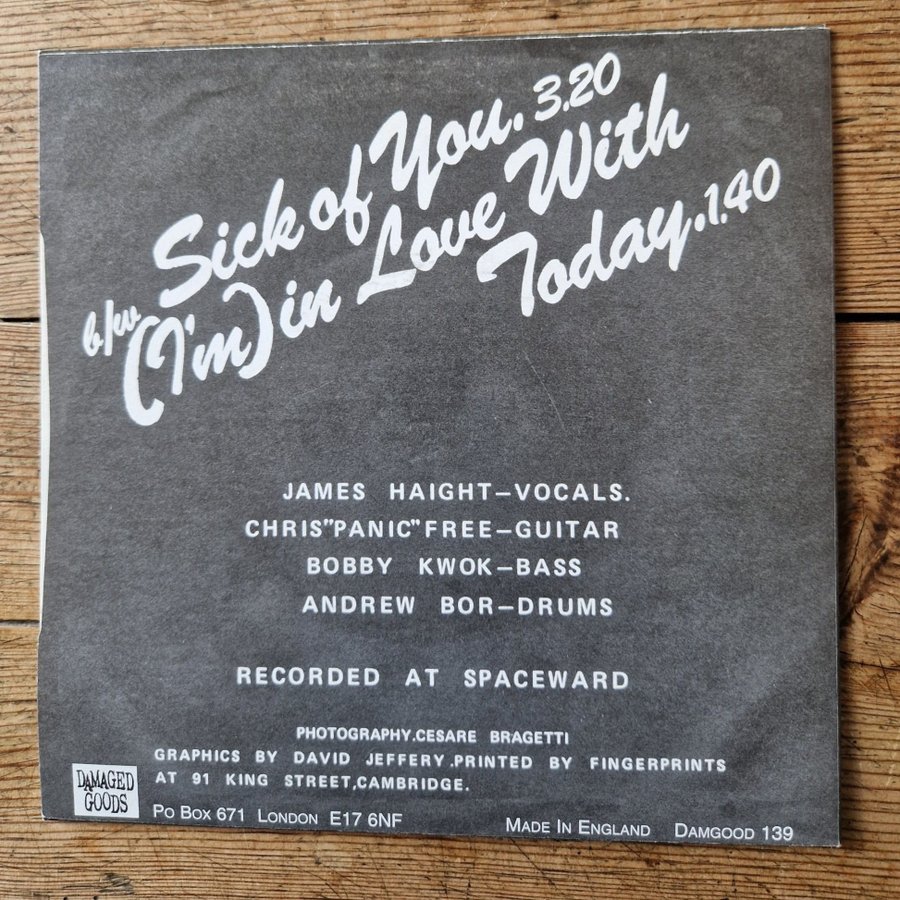 Sick of You. 3.20
b/w (I'm) in Love With
Today. 1.40
JAMES HAIGHT–VOCALS.
CHRIS"PANIC"FREE–GUITAR
BOBBY KWOK–BASS
ANDREW BOR–DRUMS
RECORDED AT SPACEWARD
PHOTOGRAPHY.CESARE BRAGETTI
GRAPHICS BY DAVID JEFFERY.PRINTED BY FINGERPRINTS
AT 91 KING STREET,CAMBRIDGE.
DAMAGED
GOODS
PO BOX 671 LONDON E17 6NF
MADE IN ENGLAND DAMGOOD 139